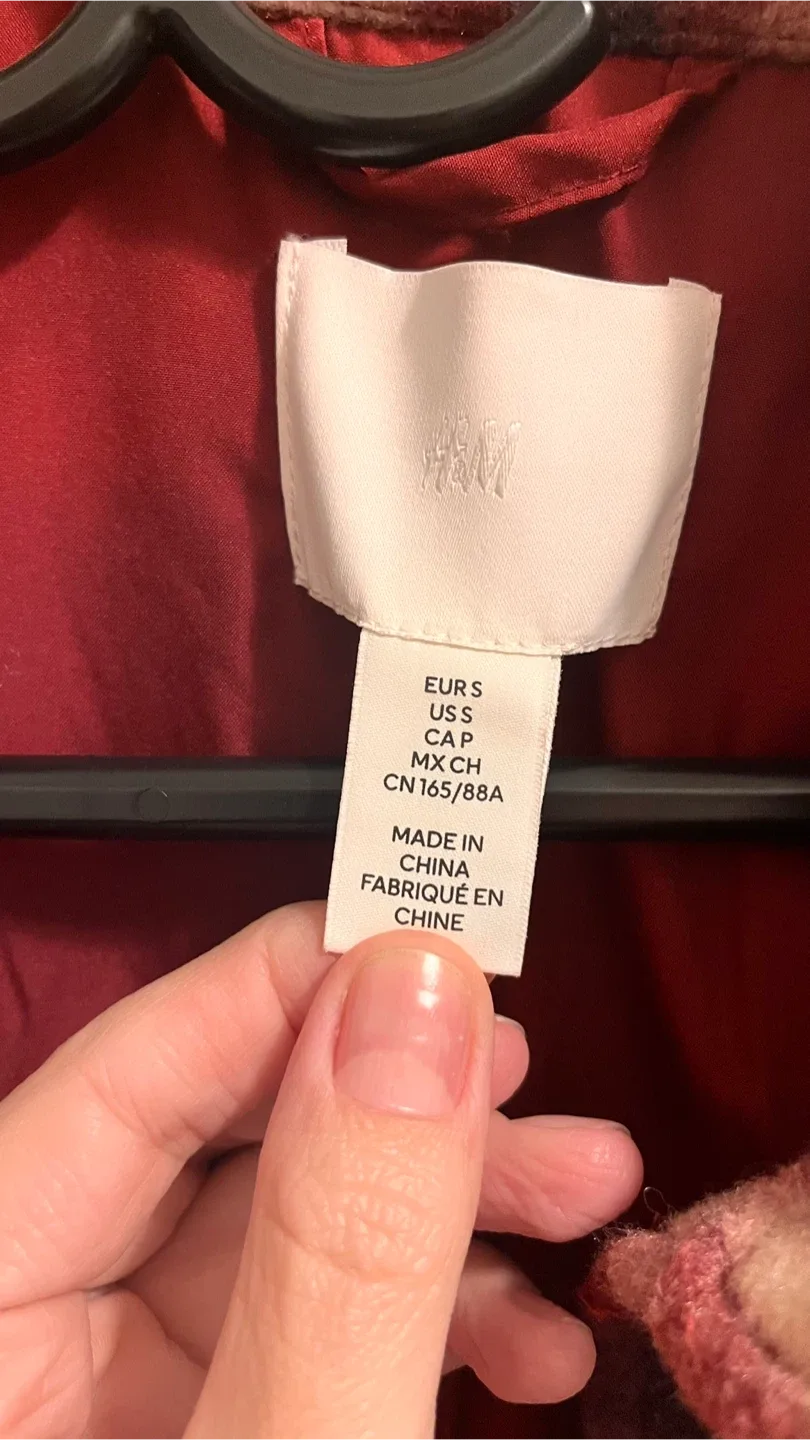 H&M
EUR S
US S
CA P
MX CH
CN 165/88A
MADE IN
CHINA
FABRIQUÉ EN
CHINE